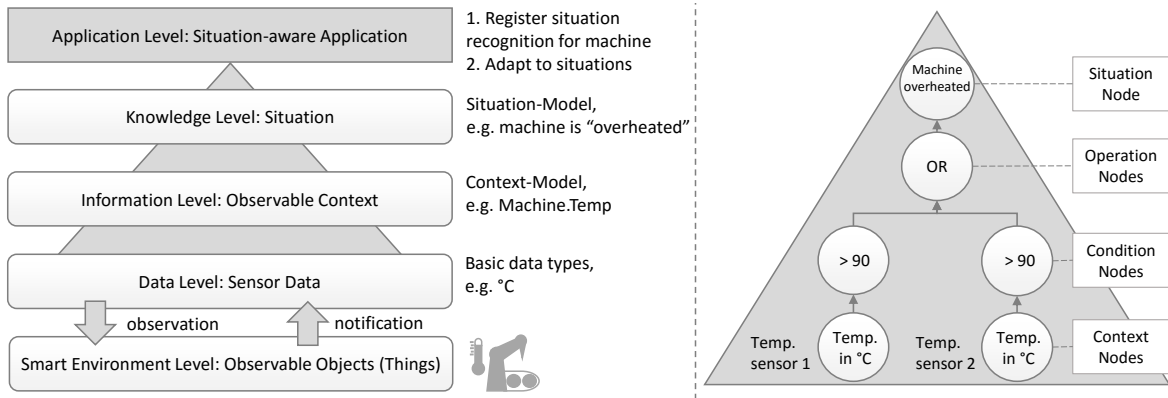 Application Level: Situation-aware Application
1. Register situation
recognition for machine
2. Adapt to situations
Knowledge Level: Situation
Situation-Model,
e.g. machine is “overheated”
Information Level: Observable Context
Context-Model,
e.g. Machine.Temp
Data Level: Sensor Data
Basic data types,
e.g. °C
observation
notification
Smart Environment Level: Observable Objects (Things)
Machine
overheated
Situation
Node
OR
Operation
Nodes
> 90
> 90
Condition
Nodes
Temp.
sensor 1
Temp.
in °C
Temp.
sensor 2
Temp.
in °C
Context
Nodes